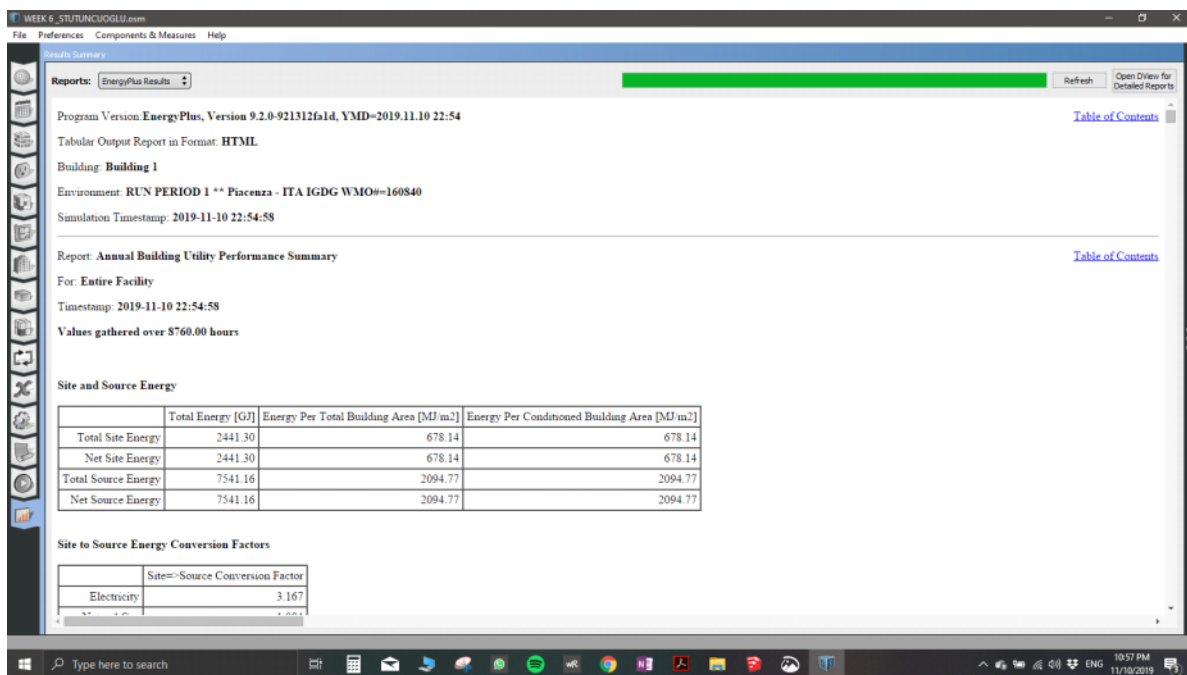 WEEK 6_STUTUNCUOGLU.osm
File Preferences Components & Measures Help
Results Summary
Reports: EnergyPlus Results
Refresh
Open DView for
Detailed Reports
Program Version:EnergyPlus, Version 9.2.0-921312fa1d, YMD=2019.11.10 22:54
Table of Contents
Tabular Output Report in Format: HTML
Building: Building 1
Environment: RUN PERIOD 1 ** Piacenza - ITA IGDG WMO#=160840
Simulation Timestamp: 2019-11-10 22:54:58
Report: Annual Building Utility Performance Summary
Table of Contents
For: Entire Facility
Timestamp: 2019-11-10 22:54:58
Values gathered over 8760.00 hours
Site and Source Energy
Total Energy [GJ] Energy Per Total Building Area [MJ/m2] Energy Per Conditioned Building Area [MJ/m2]
Total Site Energy 2441.30 678.14 678.14
Net Site Energy 2441.30 678.14 678.14
Total Source Energy 7541.16 2094.77 2094.77
Net Source Energy 7541.16 2094.77 2094.77
Site to Source Energy Conversion Factors
Site=>Source Conversion Factor
Electricity 3.167
Type here to search
wR
ENG
10:57 PM
11/10/2019